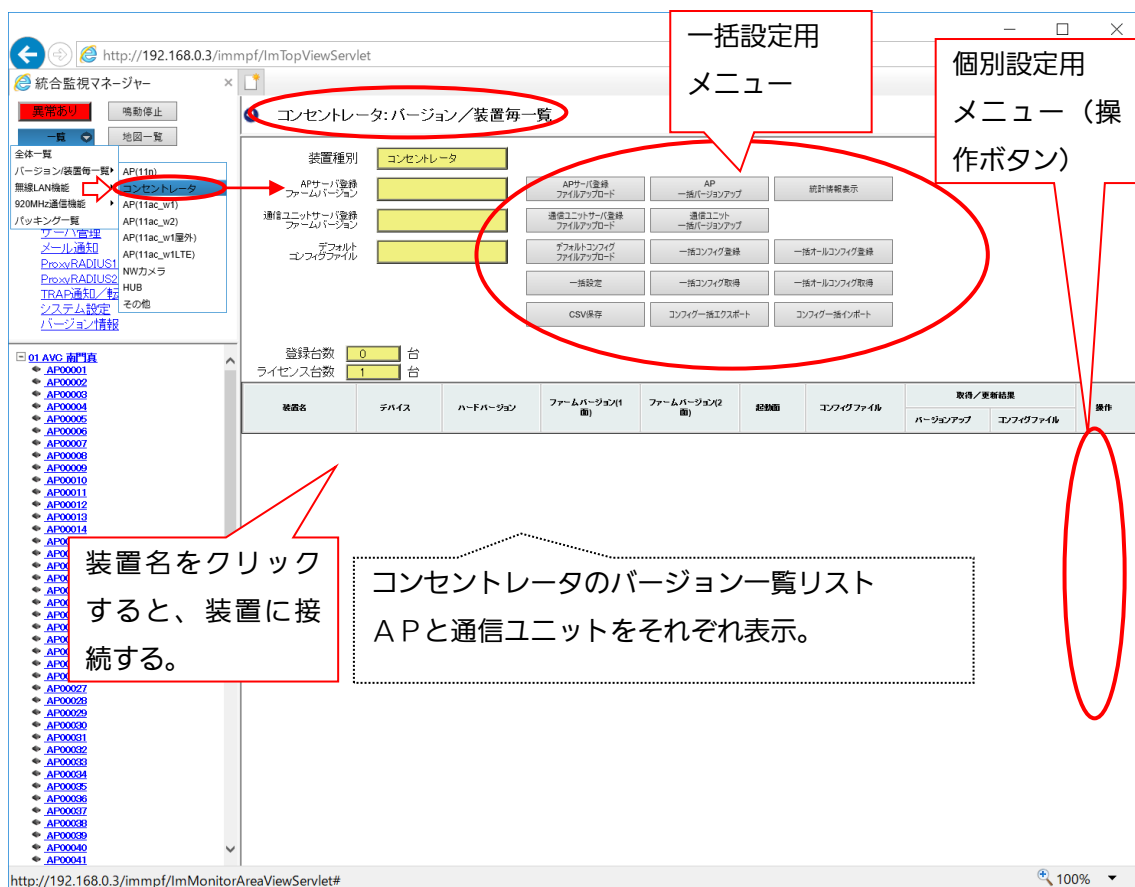 http://192.168.0.3/immpf/ImTopViewServlet
統合監視マネージャー
異常あり
鳴動停止
一覧
地図一覧
全体一覧
バージョン/装置毎一覧
無線LAN機能
920MHz通信機能
パッキング一覧
AP(11n)
コンセントレータ
AP(11ac_w1)
AP(11ac_w2)
AP(11ac_w1屋外)
AP(11ac_w1LTE)
NWカメラ
HUB
その他
サーバ管理
メール通知
ProxyRADIUS1
ProxyRADIUS2
TRAP通知/転
システム設定
バージョン情報
コンセントレータ:バージョン/装置毎一覧
一括設定用
メニュー
個別設定用
メニュー（操
作ボタン）
装置種別
コンセントレータ
APサーバ登録
ファームバージョン
通信ユニットサーバ登録
ファームバージョン
デフォルト
コンフィグファイル
APサーバ登録
ファイルアップロード
AP
一括バージョンアップ
統計情報表示
通信ユニットサーバ登録
ファイルアップロード
通信ユニット
一括バージョンアップ
デフォルトコンフィグ
ファイルアップロード
一括コンフィグ登録
一括オールコンフィグ登録
一括設定
一括コンフィグ取得
一括オールコンフィグ取得
CSV保存
コンフィグ一括エクスポート
コンフィグ一括インポート
登録台数 0 台
ライセンス台数 1 台
装置名
デバイス
ハードバージョン
ファームバージョン(1
面)
ファームバージョン(2
面)
起動面
コンフィグファイル
取得/更新結果
バージョンアップ
コンフィグファイル
操作
01 AVC 南門真
AP00001
AP00002
AP00003
AP00004
AP00005
AP00006
AP00007
AP00008
AP00009
AP00010
AP00011
AP00012
AP00013
AP00014
AP00027
AP00028
AP00029
AP00030
AP00031
AP00032
AP00033
AP00034
AP00035
AP00036
AP00037
AP00038
AP00039
AP00040
AP00041
装置名をクリック
すると、装置に接
続する。
コンセントレータのバージョン一覧リスト
ＡＰと通信ユニットをそれぞれ表示。
http://192.168.0.3/immpf/ImMonitorAreaViewServlet#
100%